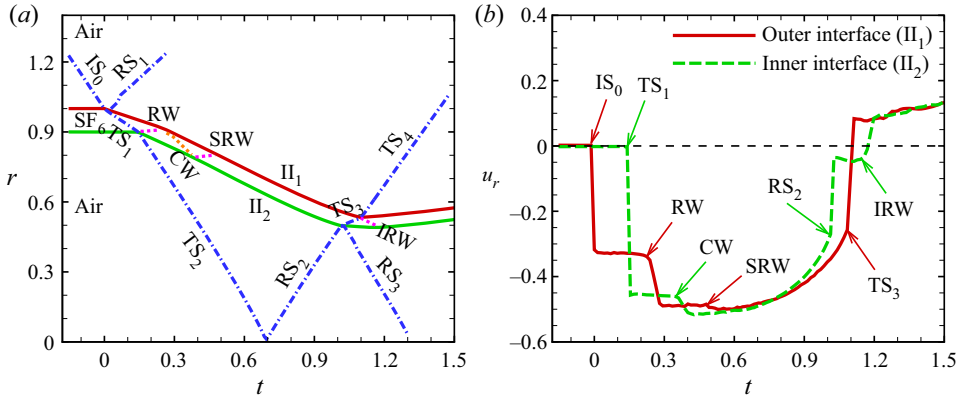 (a)
Air
IS₀
RS₁
SF₆
TS₁
RW
CW
SRW
II₁
II₂
Air
TS₂
RS₂
TS₃
TS₄
IRW
RS₃
r
1.2
0.9
0.6
0.3
0
0 0.3 0.6 0.9 1.2 1.5
t
(b)
Outer interface (II₁)
Inner interface (II₂)
IS₀
TS₁
RW
CW
SRW
RS₂
IRW
TS₃
u_r
0.4
0.2
0
−0.2
−0.4
−0.6
0 0.3 0.6 0.9 1.2 1.5
t